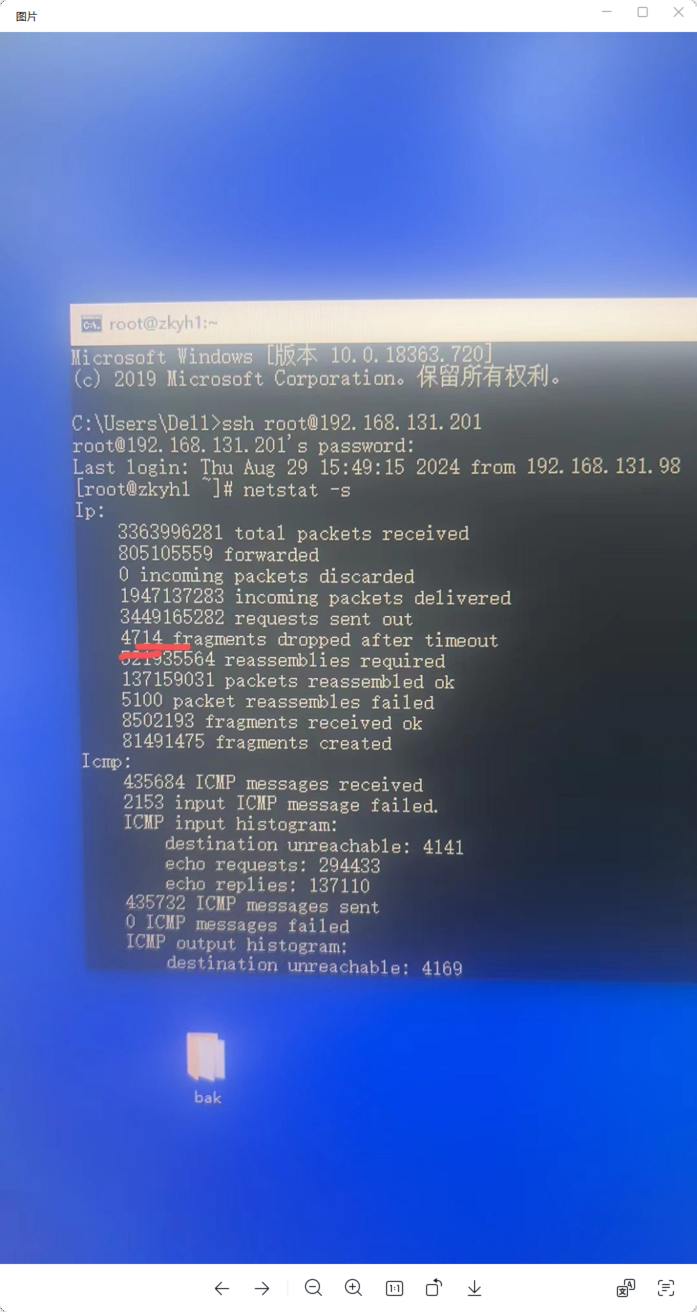 图片
root@zkyh1:~
Microsoft Windows [版本 10.0.18363.720]
(c) 2019 Microsoft Corporation。保留所有权利。
C:\Users\Dell>ssh root@192.168.131.201
root@192.168.131.201's password:
Last login: Thu Aug 29 15:49:15 2024 from 192.168.131.98
[root@zkyh1 ~]# netstat -s
Ip:
3363996281 total packets received
805105559 forwarded
0 incoming packets discarded
1947137283 incoming packets delivered
3449165282 requests sent out
4714 fragments dropped after timeout
521935564 reassemblies required
137159031 packets reassembled ok
5100 packet reassembles failed
8502193 fragments received ok
81491475 fragments created
Icmp:
435684 ICMP messages received
2153 input ICMP message failed.
ICMP input histogram:
destination unreachable: 4141
echo requests: 294433
echo replies: 137110
435732 ICMP messages sent
0 ICMP messages failed
ICMP output histogram:
destination unreachable: 4169
bak
1:1